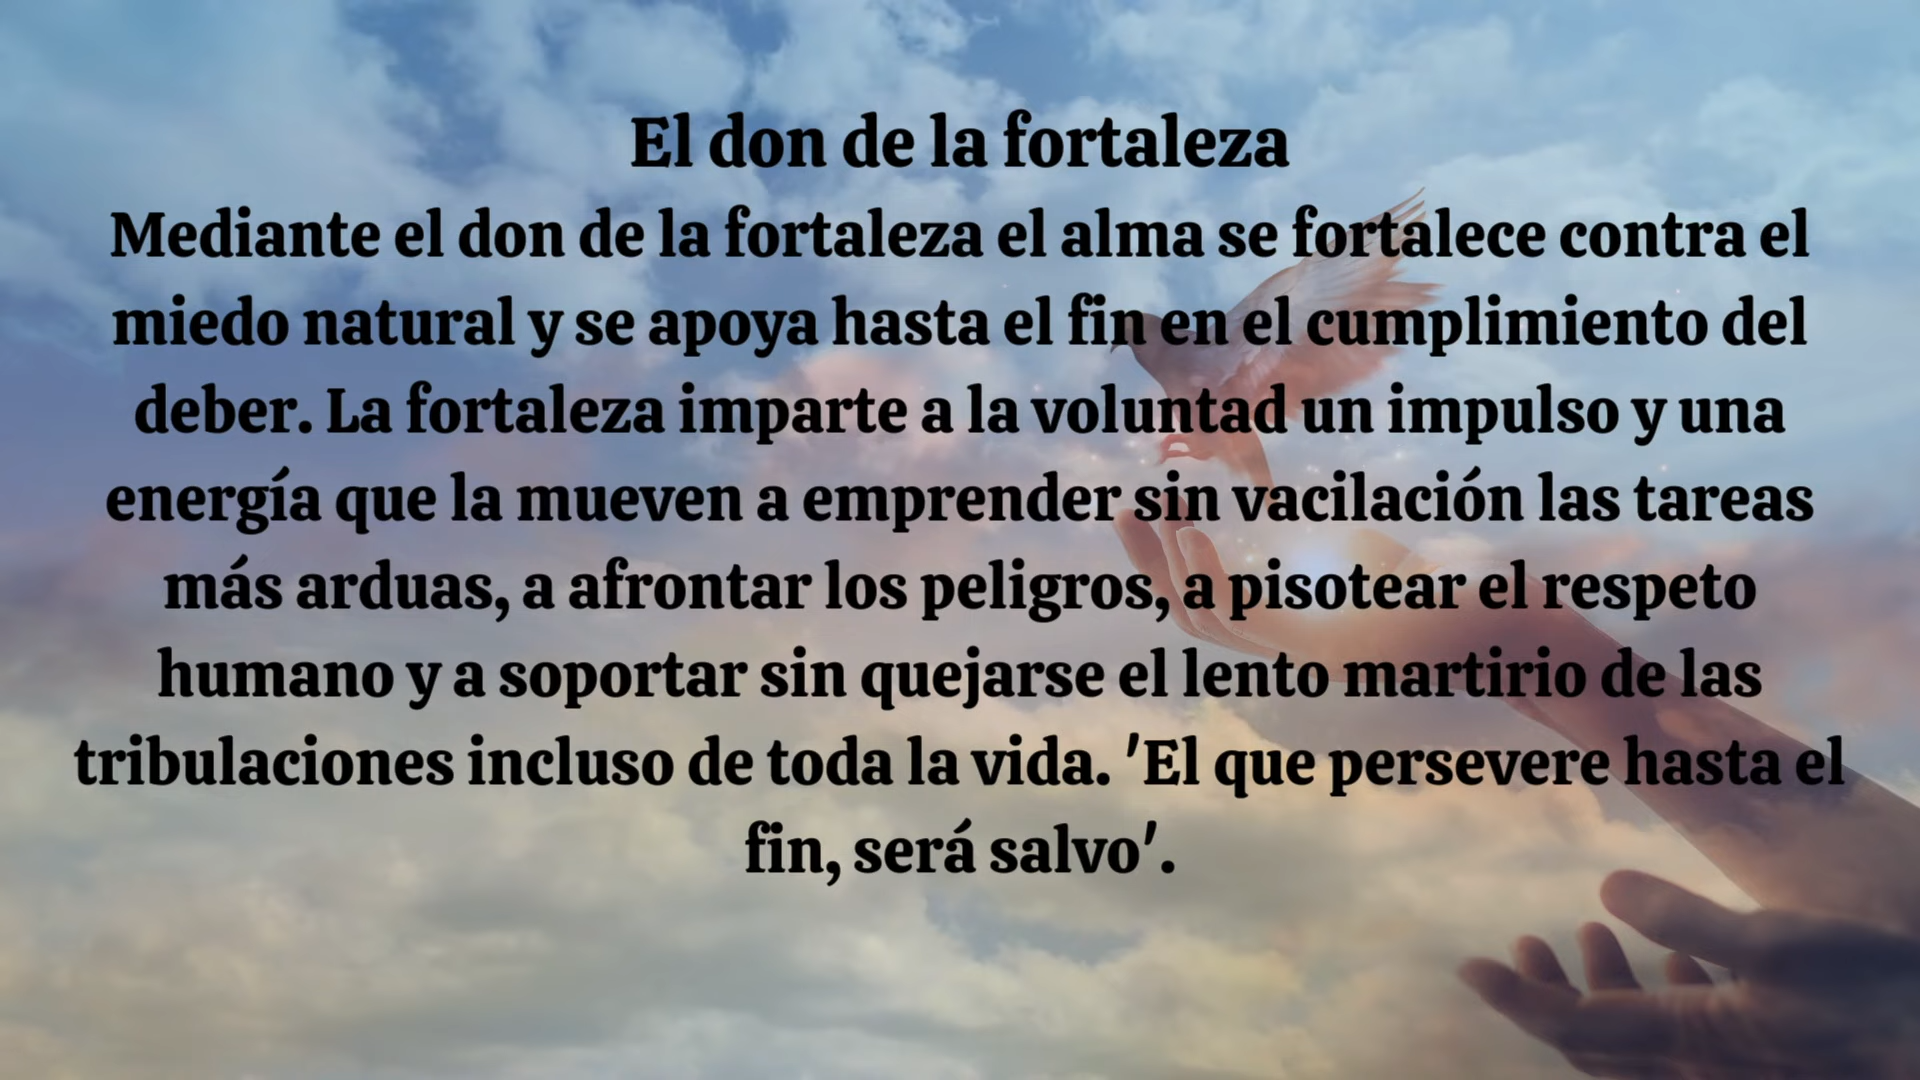 El don de la fortaleza
Mediante el don de la fortaleza el alma se fortalece contra el
miedo natural y se apoya hasta el fin en el cumplimiento del
deber. La fortaleza imparte a la voluntad un impulso y una
energía que la mueven a emprender sin vacilación las tareas
más arduas, a afrontar los peligros, a pisotear el respeto
humano y a soportar sin quejarse el lento martirio de las
tribulaciones incluso de toda la vida. 'El que persevere hasta el
fin, será salvo'.